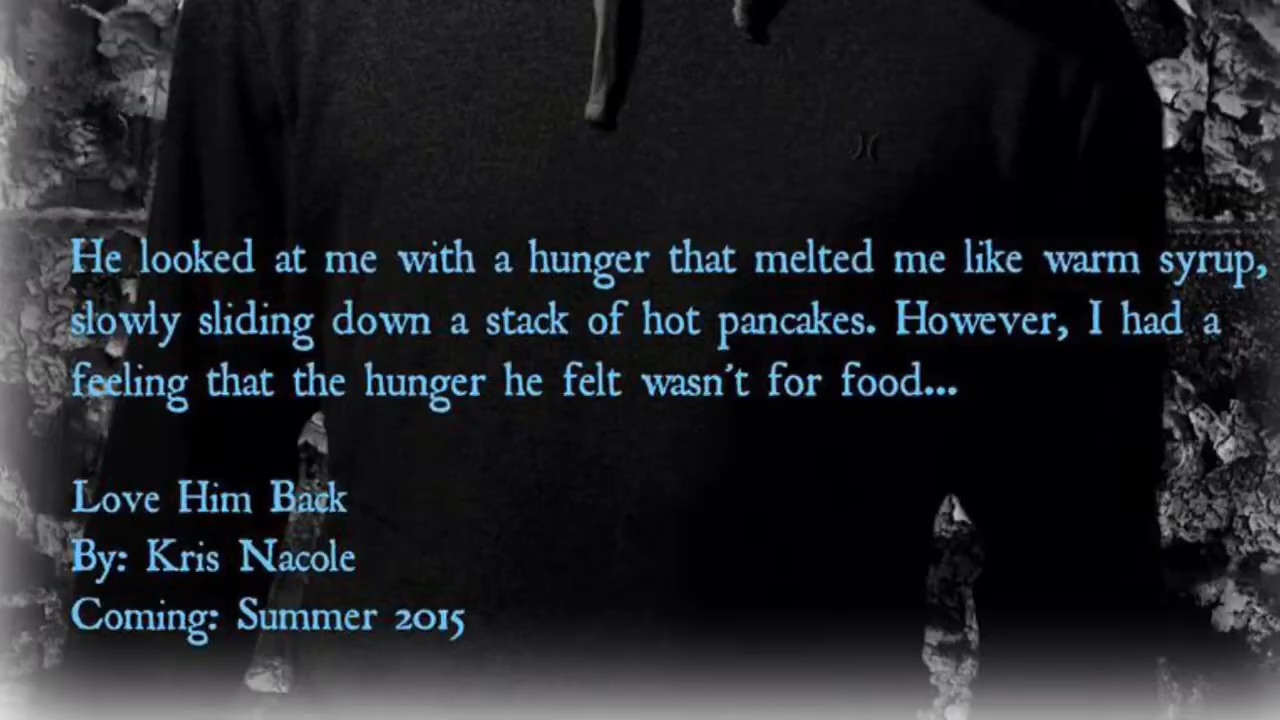 He looked at me with a hunger that melted me like warm syrup,
slowly sliding down a stack of hot pancakes. However, I had a
feeling that the hunger he felt wasn't for food...
Love Him Back
By: Kris Nacole
Coming: Summer 2015